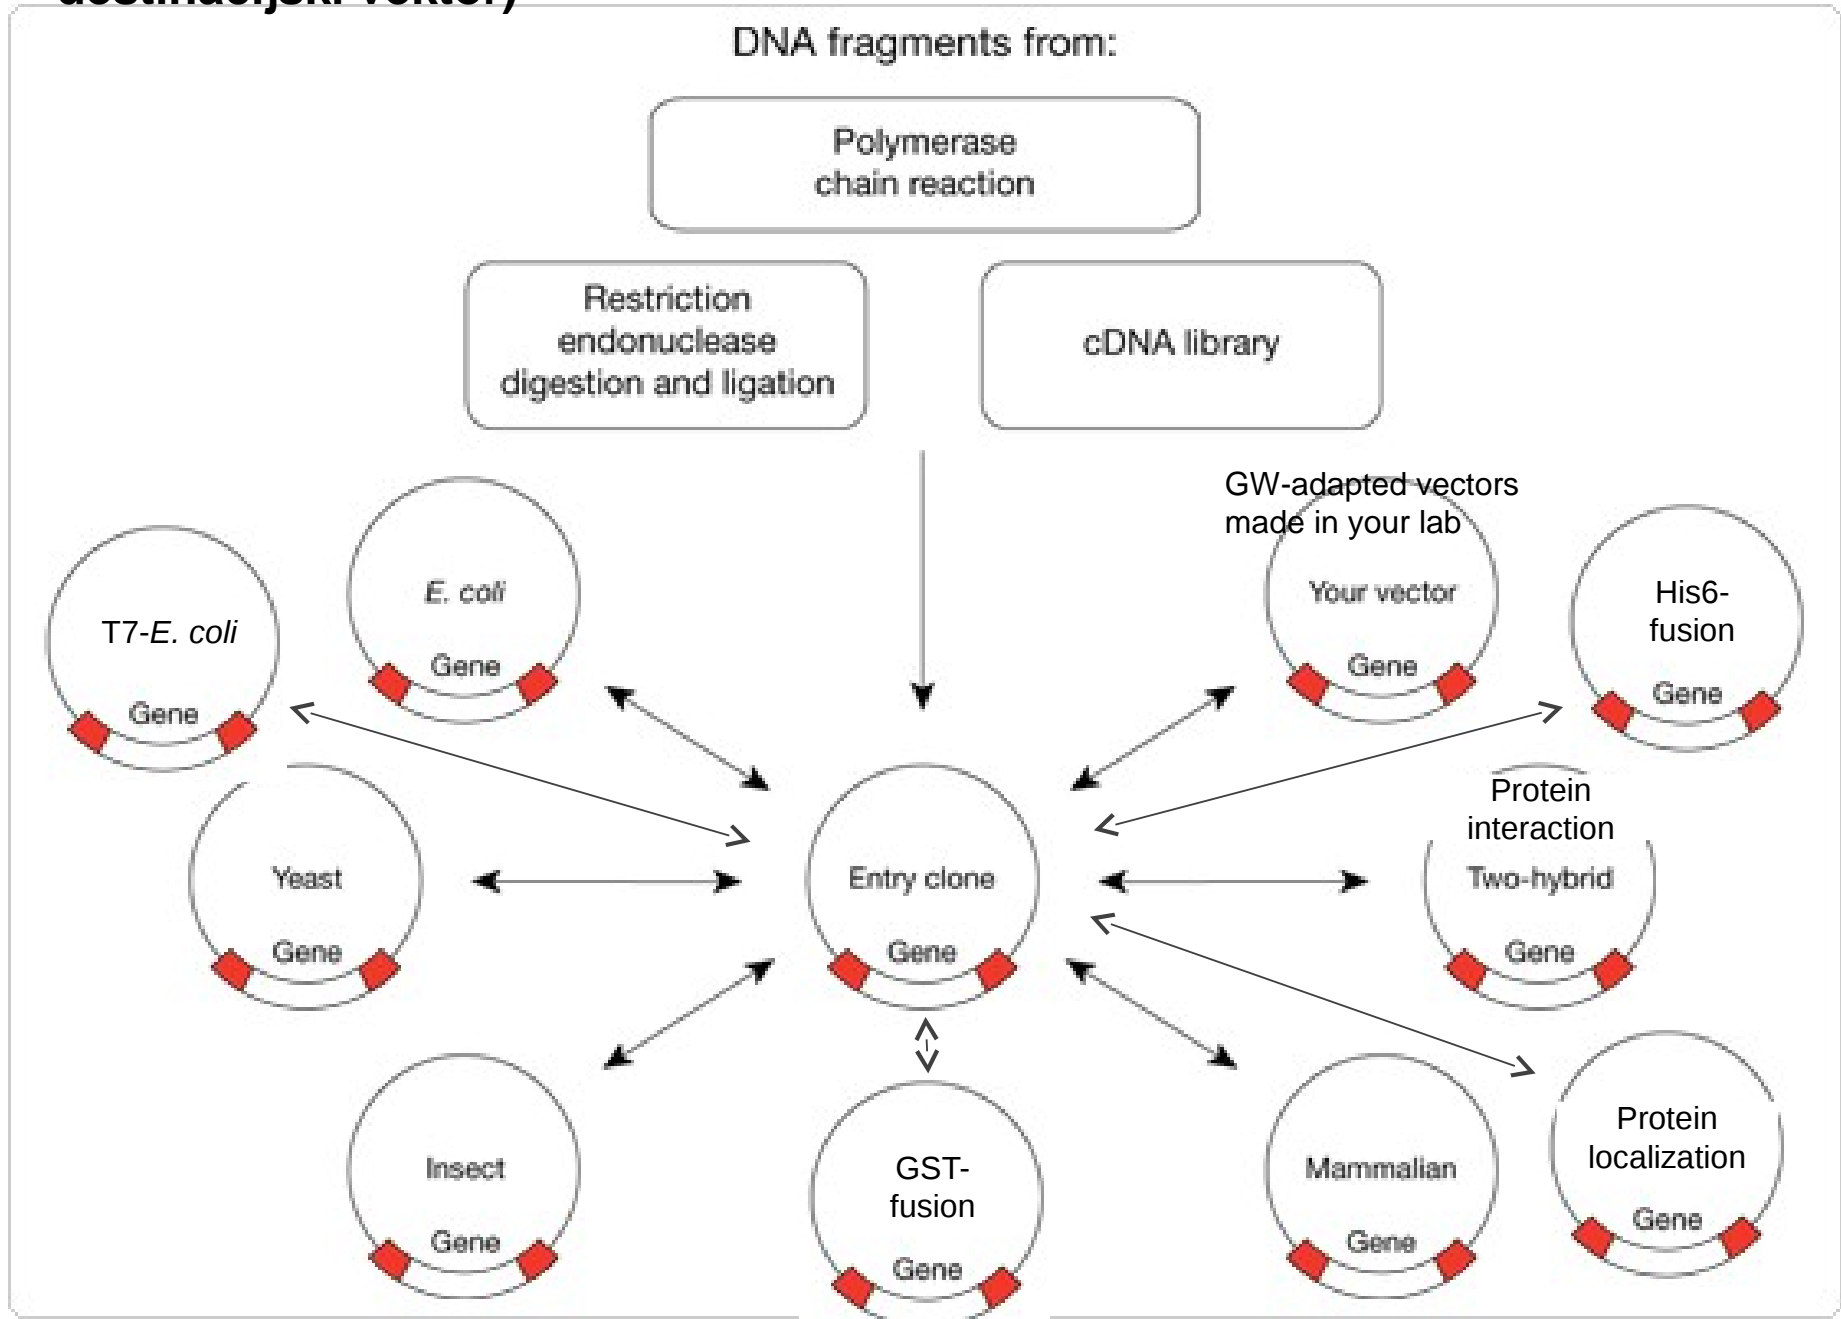 destinacijski vektor)
DNA fragments from:
Polymerase
chain reaction
Restriction
endonuclease
digestion and ligation
cDNA library
GW-adapted vectors
made in your lab
T7-E. coli
Gene
E. coli
Gene
Your vector
Gene
His6-
fusion
Gene
Yeast
Gene
Entry clone
Gene
Protein
interaction
Two-hybrid
Gene
Insect
Gene
GST-
fusion
Gene
Mammalian
Gene
Protein
localization
Gene